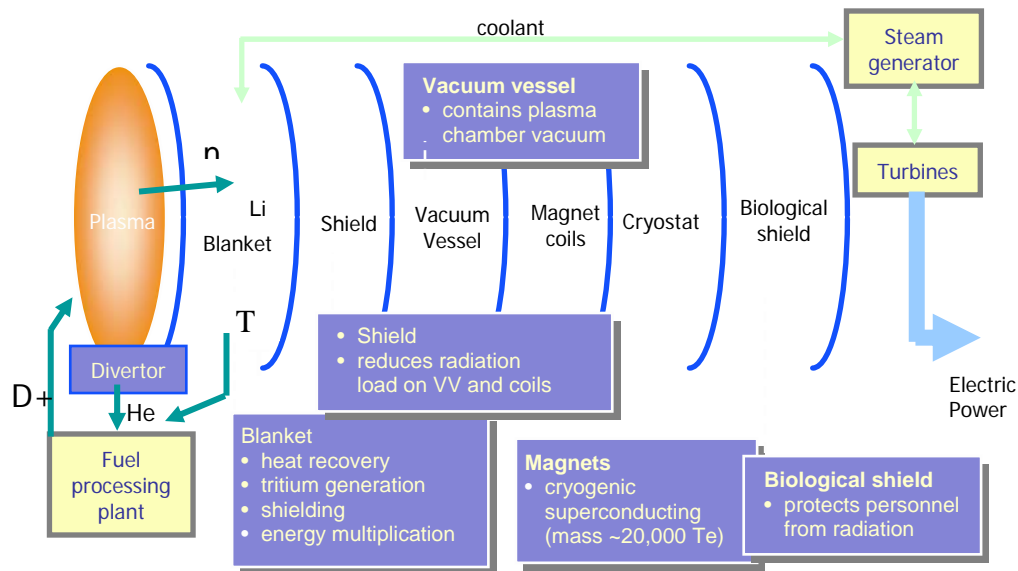 coolant
Steam
generator
Vacuum vessel
• contains plasma
chamber vacuum
n
Turbines
Plasma
Li
Blanket
Shield
Vacuum
Vessel
Magnet
coils
Cryostat
Biological
shield
T
• Shield
• reduces radiation
load on VV and coils
Divertor
D+
He
Electric
Power
Fuel
processing
plant
Blanket
• heat recovery
• tritium generation
• shielding
• energy multiplication
Magnets
• cryogenic
superconducting
(mass ~20,000 Te)
Biological shield
• protects personnel
from radiation